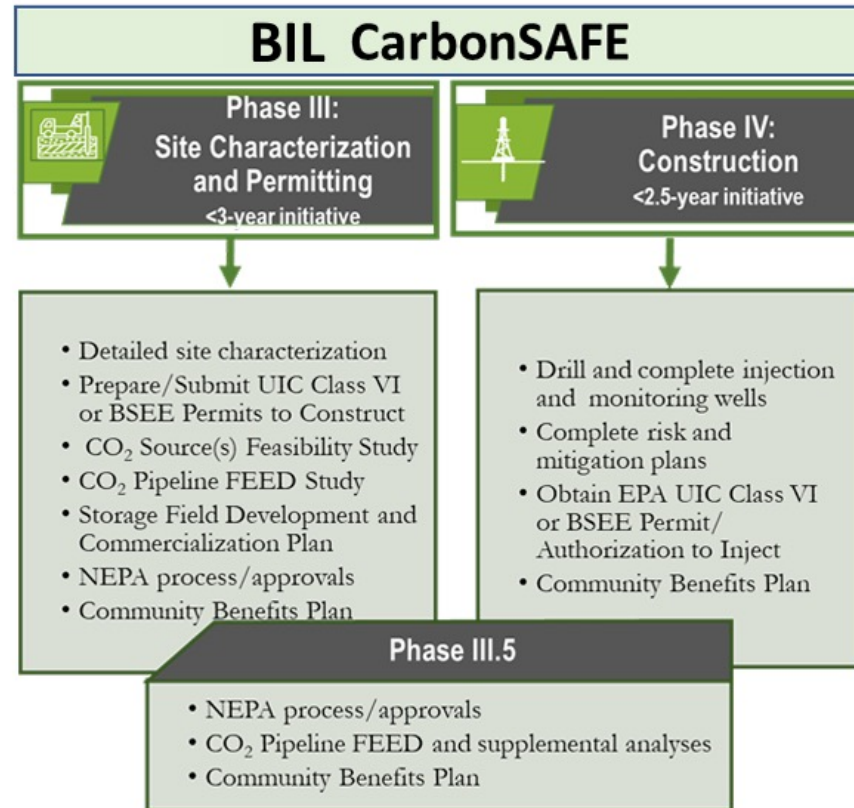 BIL CarbonSAFE
Phase III:
Site Characterization
and Permitting
<3-year initiative
Phase IV:
Construction
<2.5-year initiative
• Detailed site characterization
• Prepare/Submit UIC Class VI
or BSEE Permits to Construct
• CO₂ Source(s) Feasibility Study
• CO₂ Pipeline FEED Study
• Storage Field Development and
Commercialization Plan
• NEPA process/approvals
• Community Benefits Plan
• Drill and complete injection
and monitoring wells
• Complete risk and
mitigation plans
• Obtain EPA UIC Class VI
or BSEE Permit/
Authorization to Inject
• Community Benefits Plan
Phase III.5
• NEPA process/approvals
• CO₂ Pipeline FEED and supplemental analyses
• Community Benefits Plan